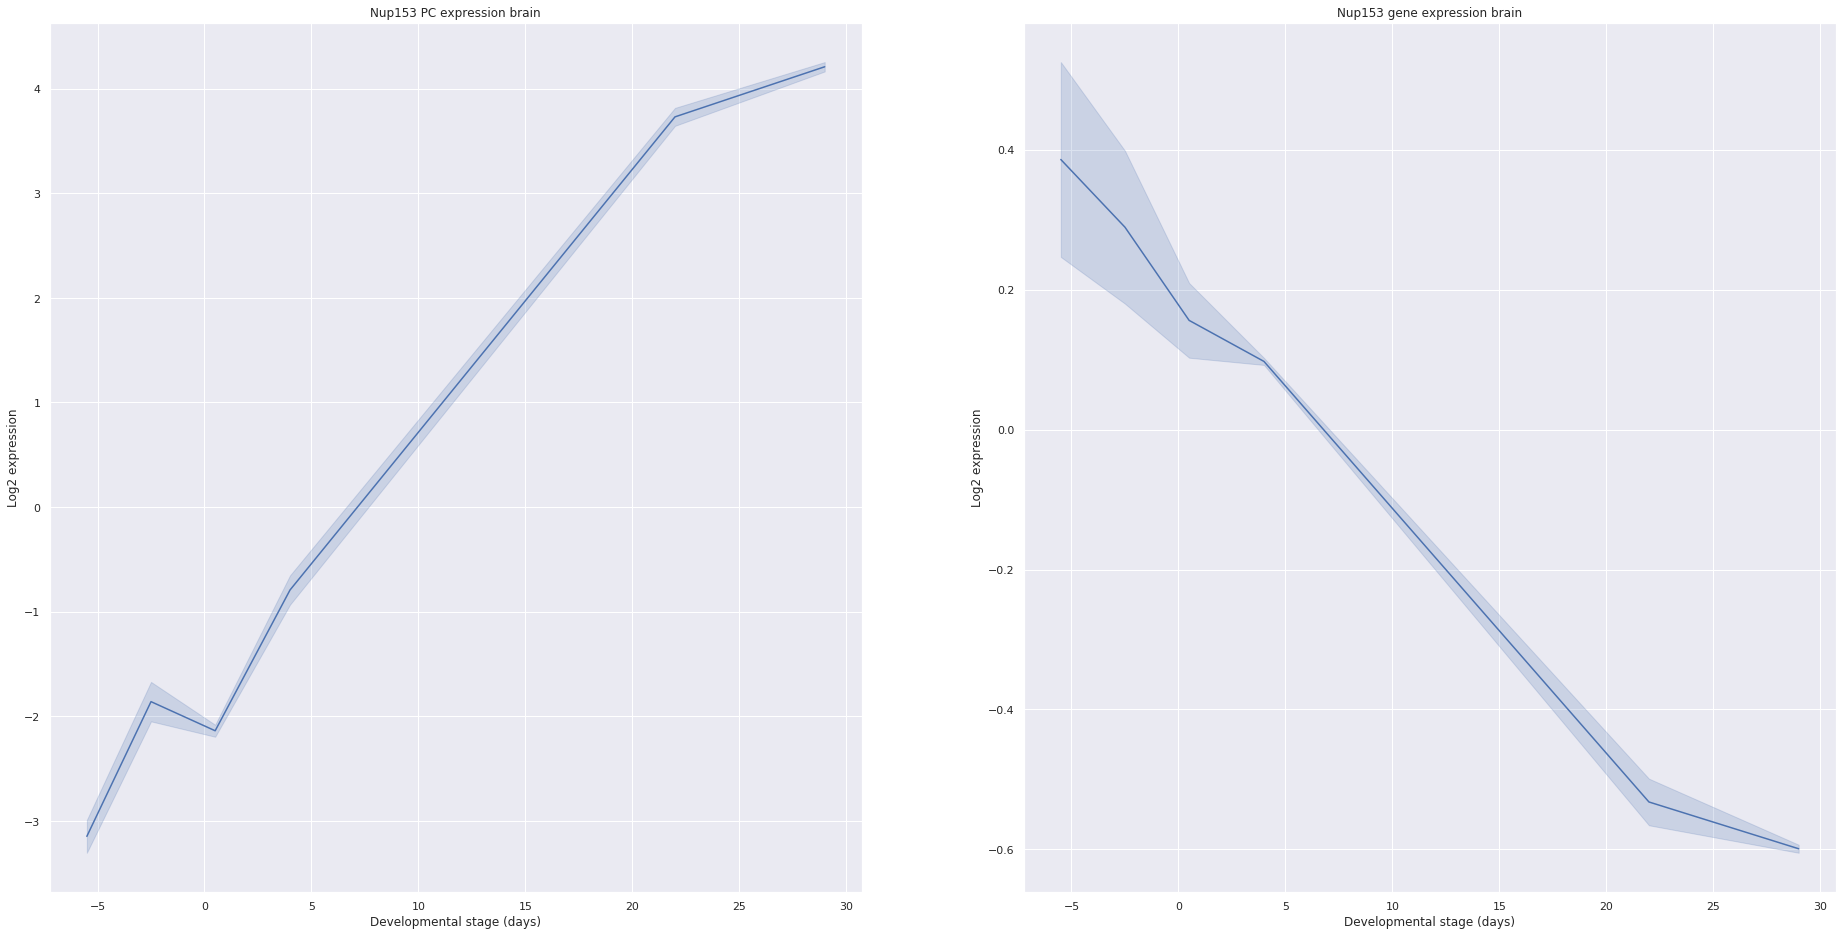 Nup153 PC expression brain
Log2 expression
4
3
2
1
0
−1
−2
−3
−5 0 5 10 15 20 25 30
Developmental stage (days)
Nup153 gene expression brain
Log2 expression
0.4
0.2
0.0
−0.2
−0.4
−0.6
−5 0 5 10 15 20 25 30
Developmental stage (days)